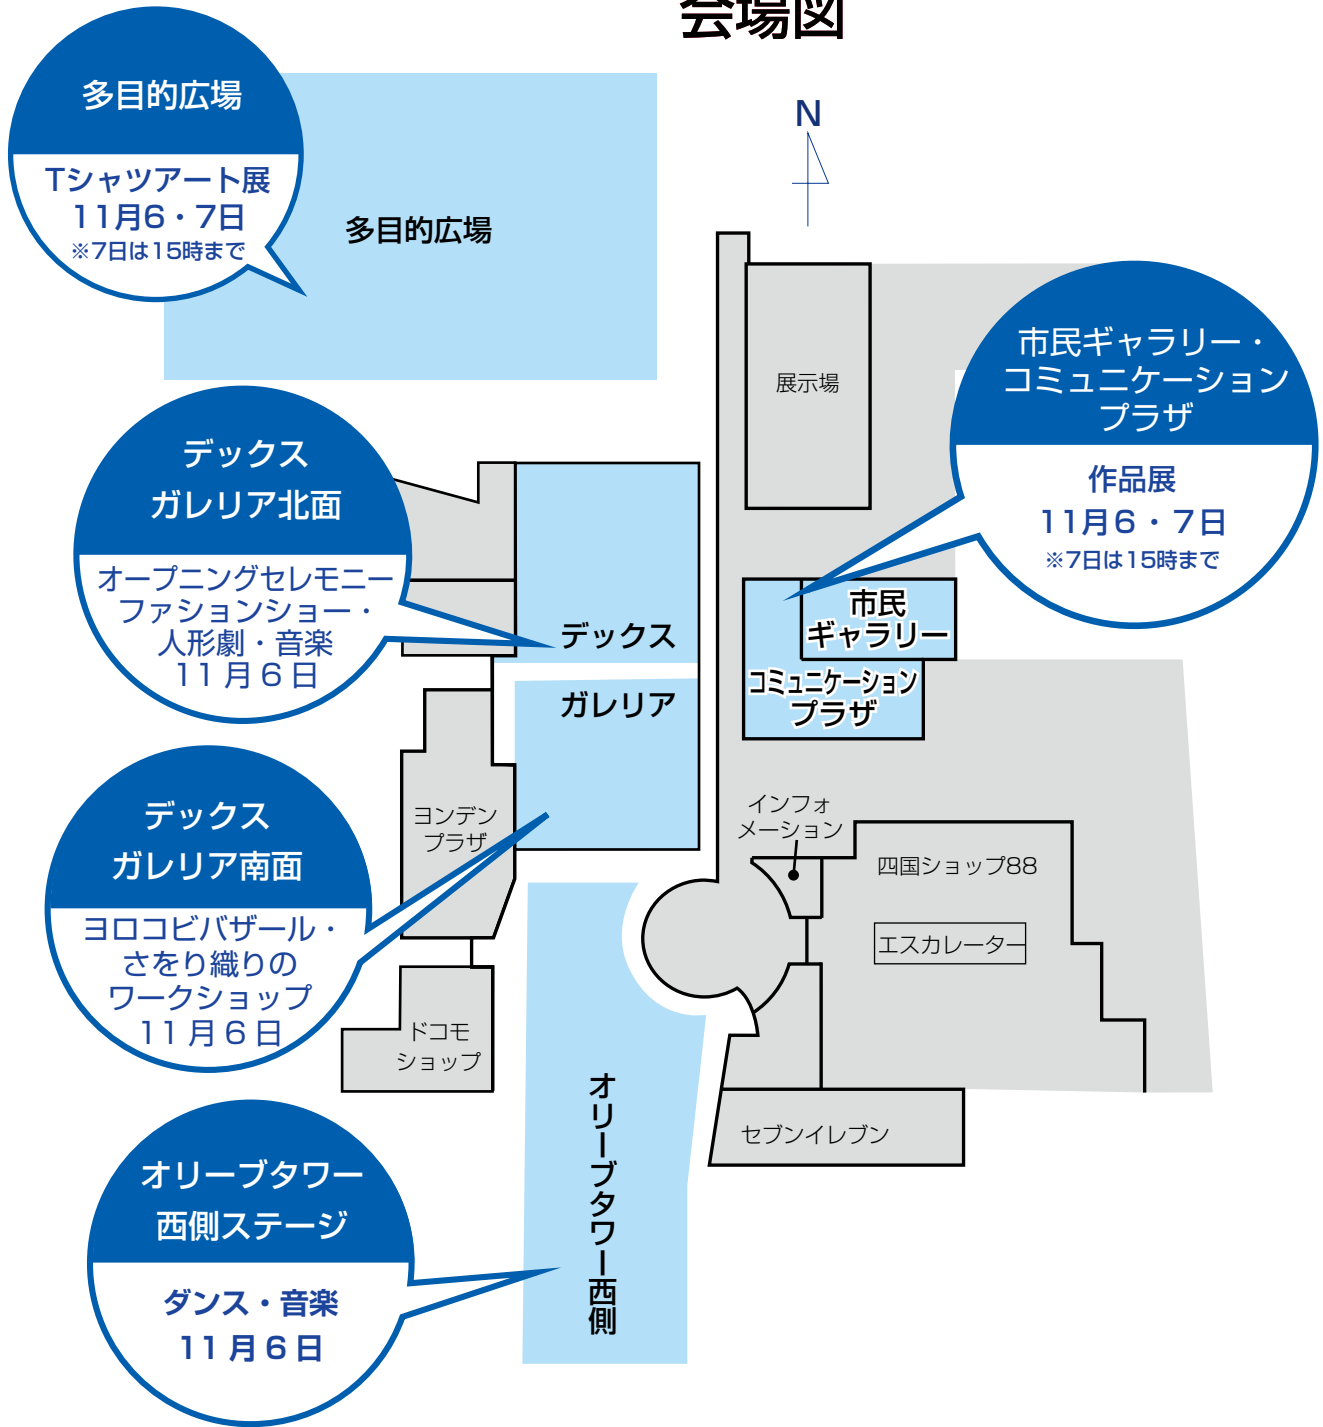 会場図
多目的広場
Tシャツアート展
11月6・7日
※7日は15時まで
多目的広場
N
展示場
市民ギャラリー・
コミュニケーション
プラザ
作品展
11月6・7日
※7日は15時まで
デックス
ガレリア北面
オープニングセレモニー
ファションショー・
人形劇・音楽
11月6日
デックス
ガレリア
市民
ギャラリー
コミュニケーション
プラザ
デックス
ガレリア南面
ヨロコビバザール・
さをり織りの
ワークショップ
11月6日
ヨンデン
プラザ
インフォ
メーション
四国ショップ88
エスカレーター
ドコモ
ショップ
セブンイレブン
オリーブタワー西側
オリーブタワー
西側ステージ
ダンス・音楽
11月6日